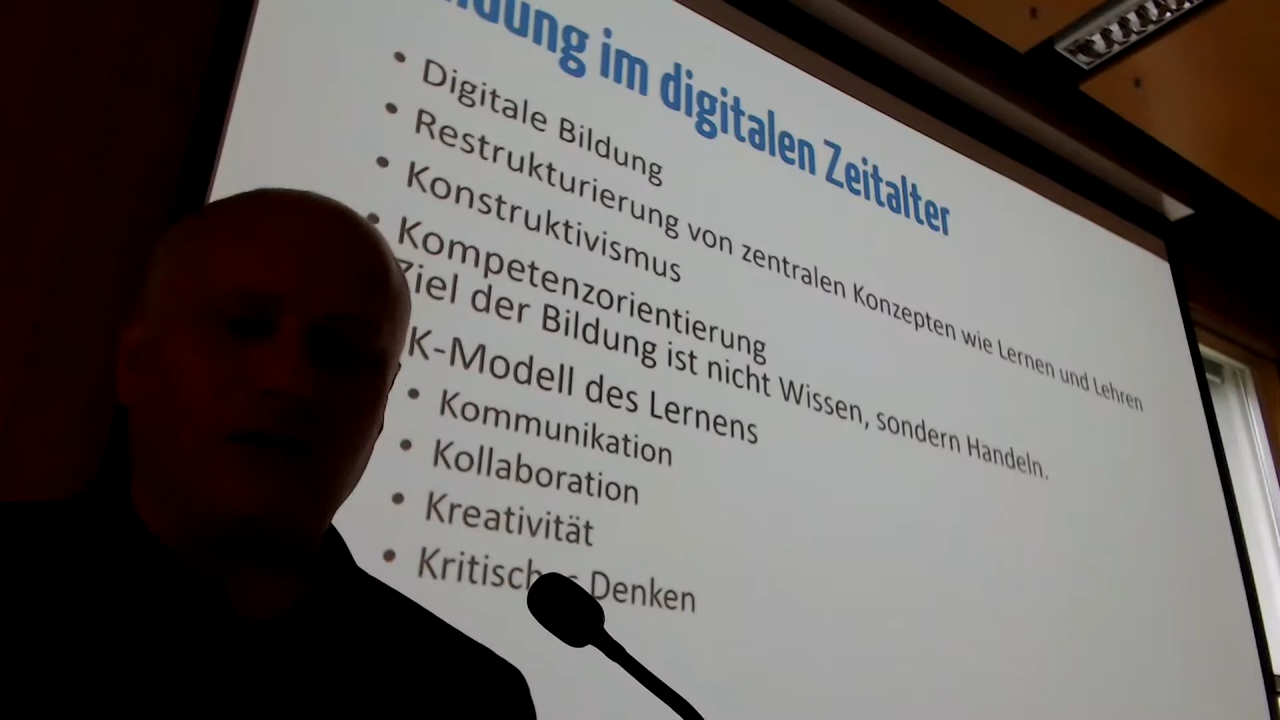 ildung im digitalen Zeitalter
• Digitale Bildung
• Restrukturierung von zentralen Konzepten wie Lernen und Lehren
• Konstruktivismus
• Kompetenzorientierung
Ziel der Bildung ist nicht Wissen, sondern Handeln.
K-Modell des Lernens
• Kommunikation
• Kollaboration
• Kreativität
• Kritisches Denken